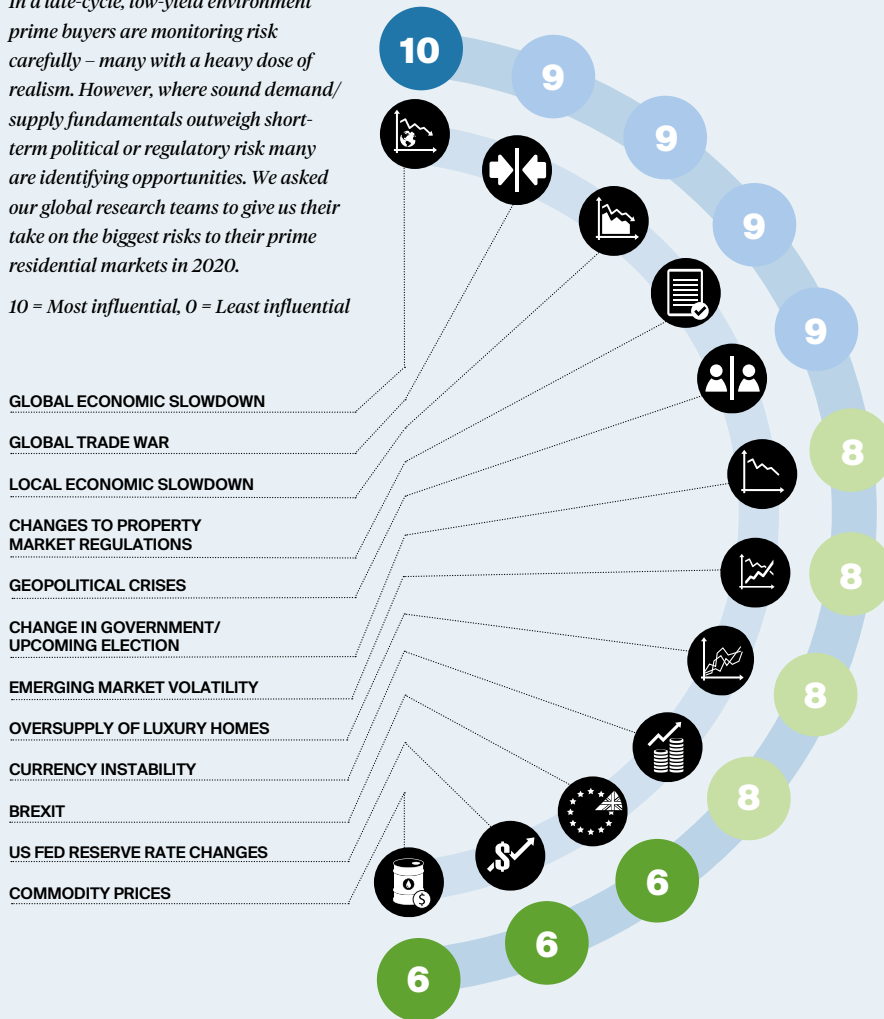 In a late-cycle, low-yield environment
prime buyers are monitoring risk
carefully – many with a heavy dose of
realism. However, where sound demand/
supply fundamentals outweigh short-
term political or regulatory risk many
are identifying opportunities. We asked
our global research teams to give us their
take on the biggest risks to their prime
residential markets in 2020.
10 = Most influential, 0 = Least influential
GLOBAL ECONOMIC SLOWDOWN
GLOBAL TRADE WAR
LOCAL ECONOMIC SLOWDOWN
CHANGES TO PROPERTY
MARKET REGULATIONS
GEOPOLITICAL CRISES
CHANGE IN GOVERNMENT/
UPCOMING ELECTION
EMERGING MARKET VOLATILITY
OVERSUPPLY OF LUXURY HOMES
CURRENCY INSTABILITY
BREXIT
US FED RESERVE RATE CHANGES
COMMODITY PRICES
10
9
9
9
9
8
8
8
8
6
6
6
$
$